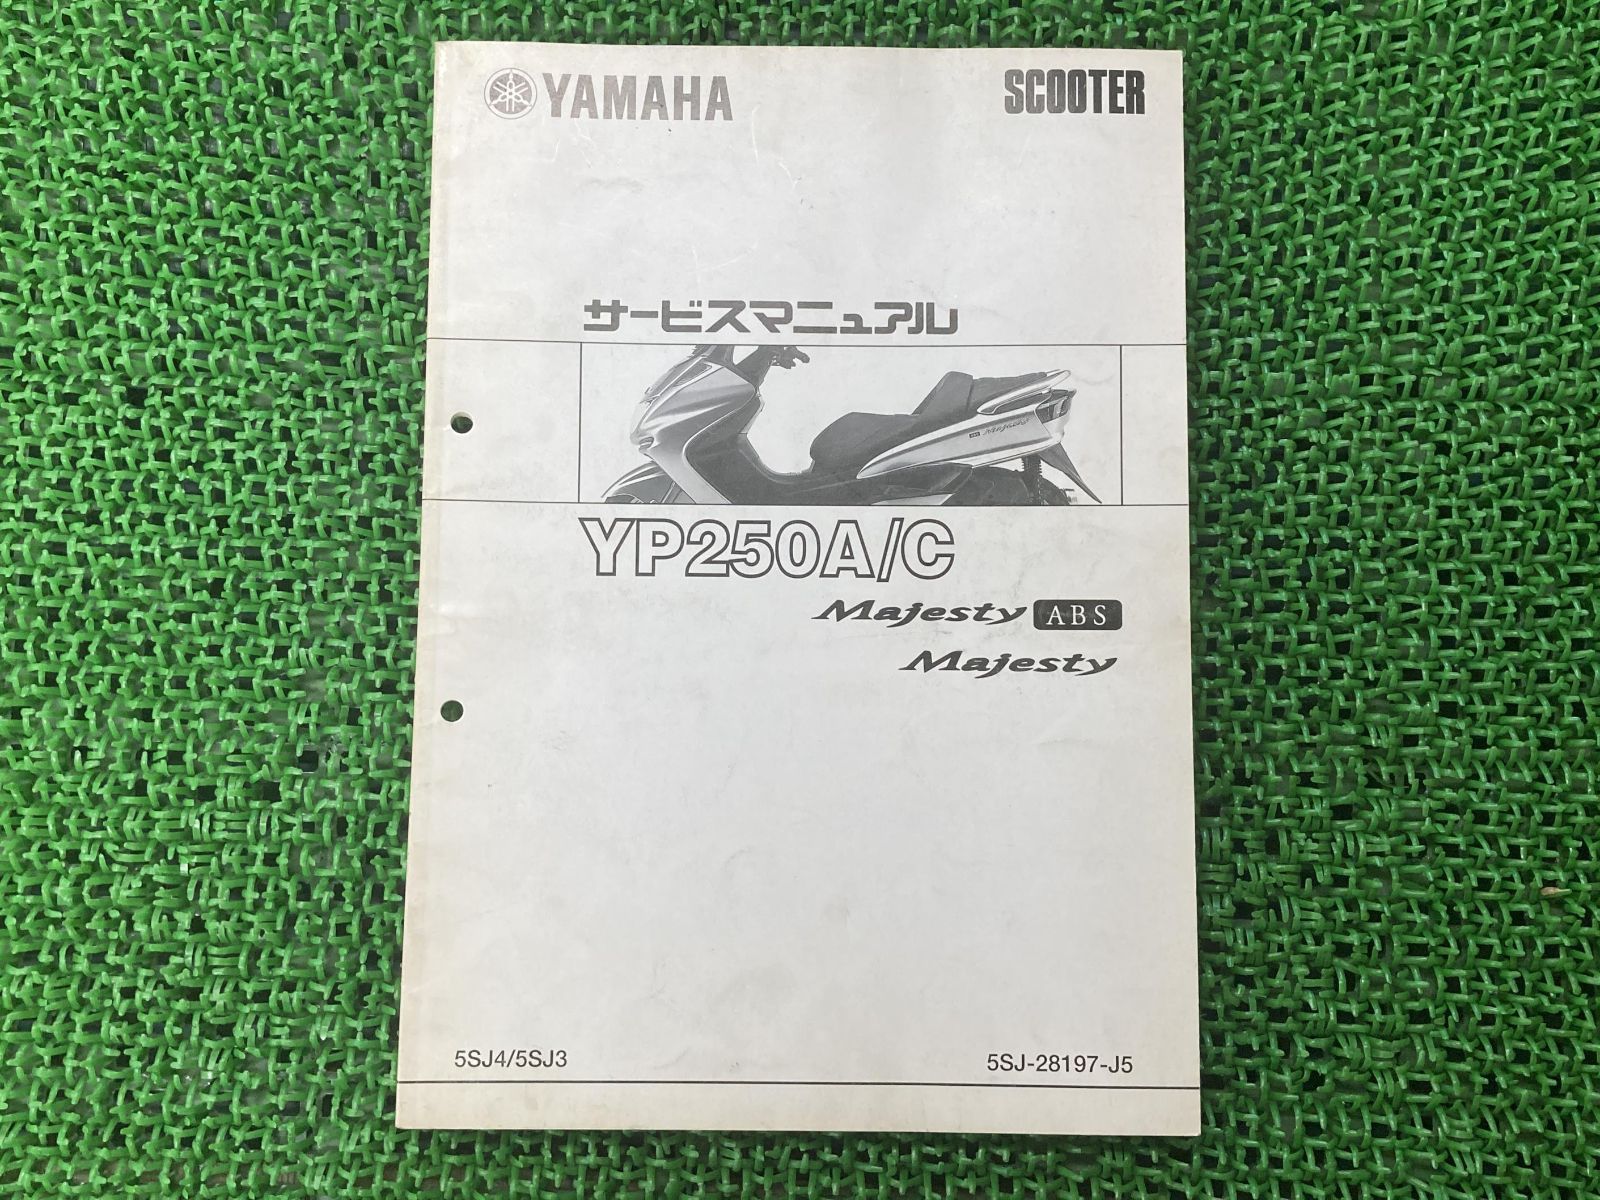 YAMAHA SCOOTER
サービスマニュアル
Majesty
YP250A/C
Majesty ABS
Majesty
5SJ4/5SJ3 5SJ-28197-J5